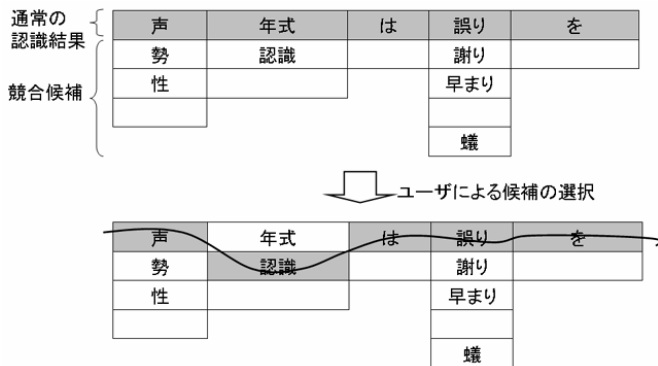 通常の
認識結果
競合候補
声 年式 は 誤り を
勢 認識 謝り
性 早まり
蟻
ユーザによる候補の選択
声 年式 は 誤り を
勢 認識 謝り
性 早まり
蟻